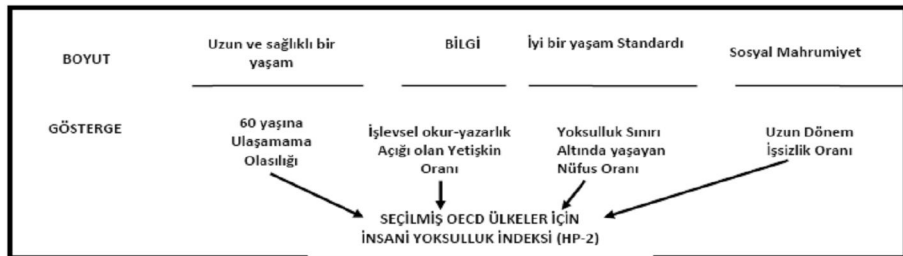 BOYUT
Uzun ve sağlıklı bir
yaşam
BİLGİ
İyi bir yaşam Standardı
Sosyal Mahrumiyet
GÖSTERGE
60 yaşına
Ulaşamama
Olasılığı
İşlevsel okur-yazarlık
Açığı olan Yetişkin
Oranı
Yoksulluk Sınırı
Altında yaşayan
Nüfus Oranı
Uzun Dönem
İşsizlik Oranı
SEÇİLMİŞ OECD ÜLKELER İÇİN
İNSANİ YOKSULLUK İNDEKSİ (HP-2)